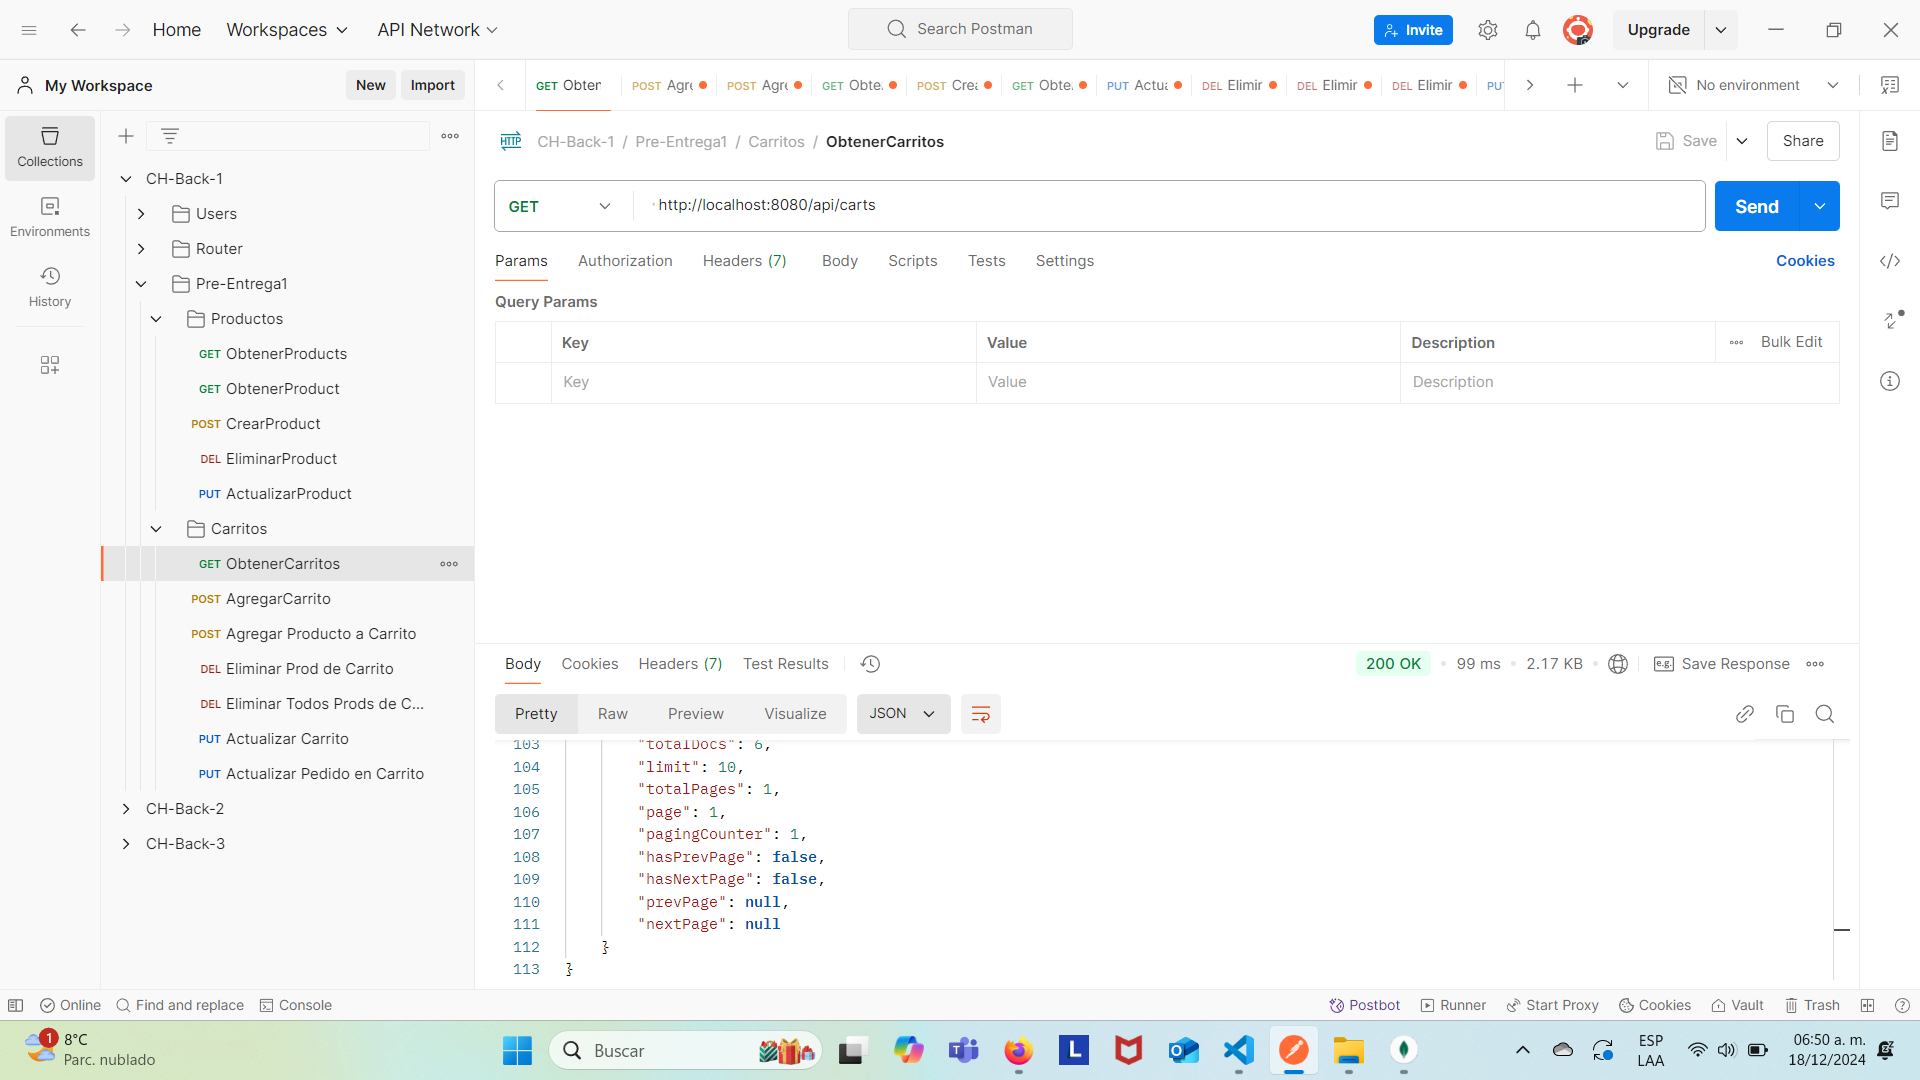 Home
Workspaces
API Network
Search Postman
Invite
Upgrade
My Workspace
New
Import
GET Obten
POST Agre
POST Agre
GET Obte
POST Crea
GET Obte
PUT Actua
DEL Elimir
DEL Elimir
DEL Elimir
PU
No environment
Collections
Environments
History
CH-Back-1
Users
Router
Pre-Entrega1
Productos
GET ObtenerProducts
GET ObtenerProduct
POST CrearProduct
DEL EliminarProduct
PUT ActualizarProduct
Carritos
GET ObtenerCarritos
POST AgregarCarrito
POST Agregar Producto a Carrito
DEL Eliminar Prod de Carrito
DEL Eliminar Todos Prods de C...
PUT Actualizar Carrito
PUT Actualizar Pedido en Carrito
CH-Back-2
CH-Back-3
HTTP CH-Back-1 / Pre-Entrega1 / Carritos / ObtenerCarritos
Save
Share
GET
http://localhost:8080/api/carts
Send
Params
Authorization
Headers (7)
Body
Scripts
Tests
Settings
Cookies
Query Params
Key Value Description Bulk Edit
Key Value Description
Body
Cookies
Headers (7)
Test Results
200 OK
99 ms
2.17 KB
e.g. Save Response
Pretty
Raw
Preview
Visualize
JSON
103 "totalDocs": 6,
104 "limit": 10,
105 "totalPages": 1,
106 "page": 1,
107 "pagingCounter": 1,
108 "hasPrevPage": false,
109 "hasNextPage": false,
110 "prevPage": null,
111 "nextPage": null
112 }
113 }
Online
Find and replace
Console
Postbot
Runner
Start Proxy
Cookies
Vault
Trash
1
8°C
Parc. nublado
Buscar
L
ESP
LAA
06:50 a. m.
18/12/2024